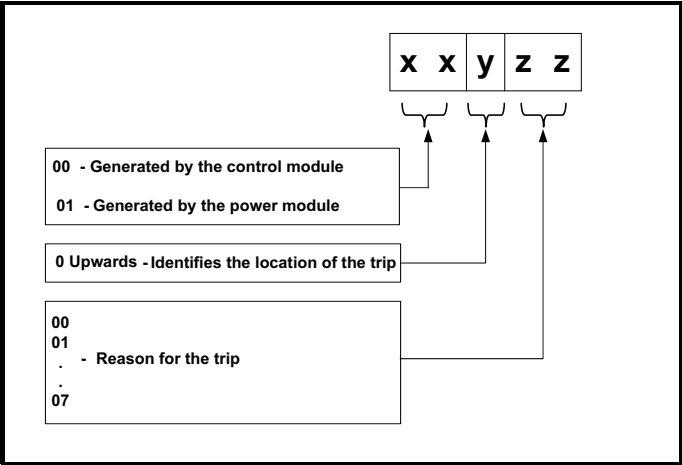 x x y z z
00 - Generated by the control module
01 - Generated by the power module
0 Upwards - Identifies the location of the trip
00
01
- Reason for the trip
.
.
07